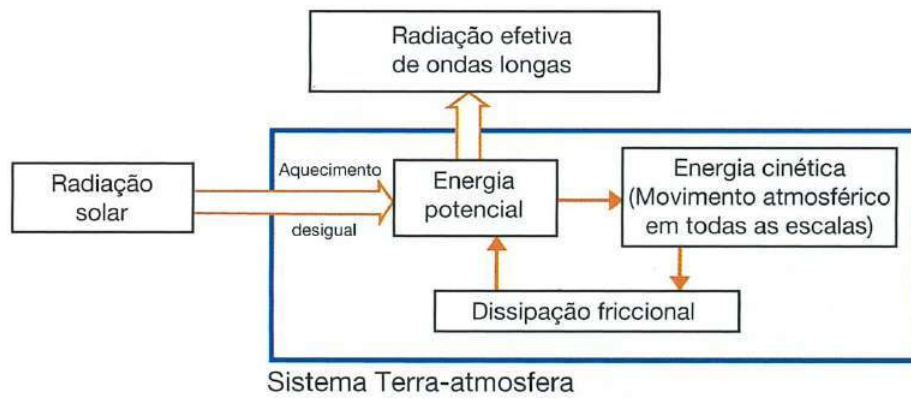 Radiação efetiva
de ondas longas
Radiação
solar
Aquecimento
desigual
Energia
potencial
Energia cinética
(Movimento atmosférico
em todas as escalas)
Dissipação friccional
Sistema Terra-atmosfera